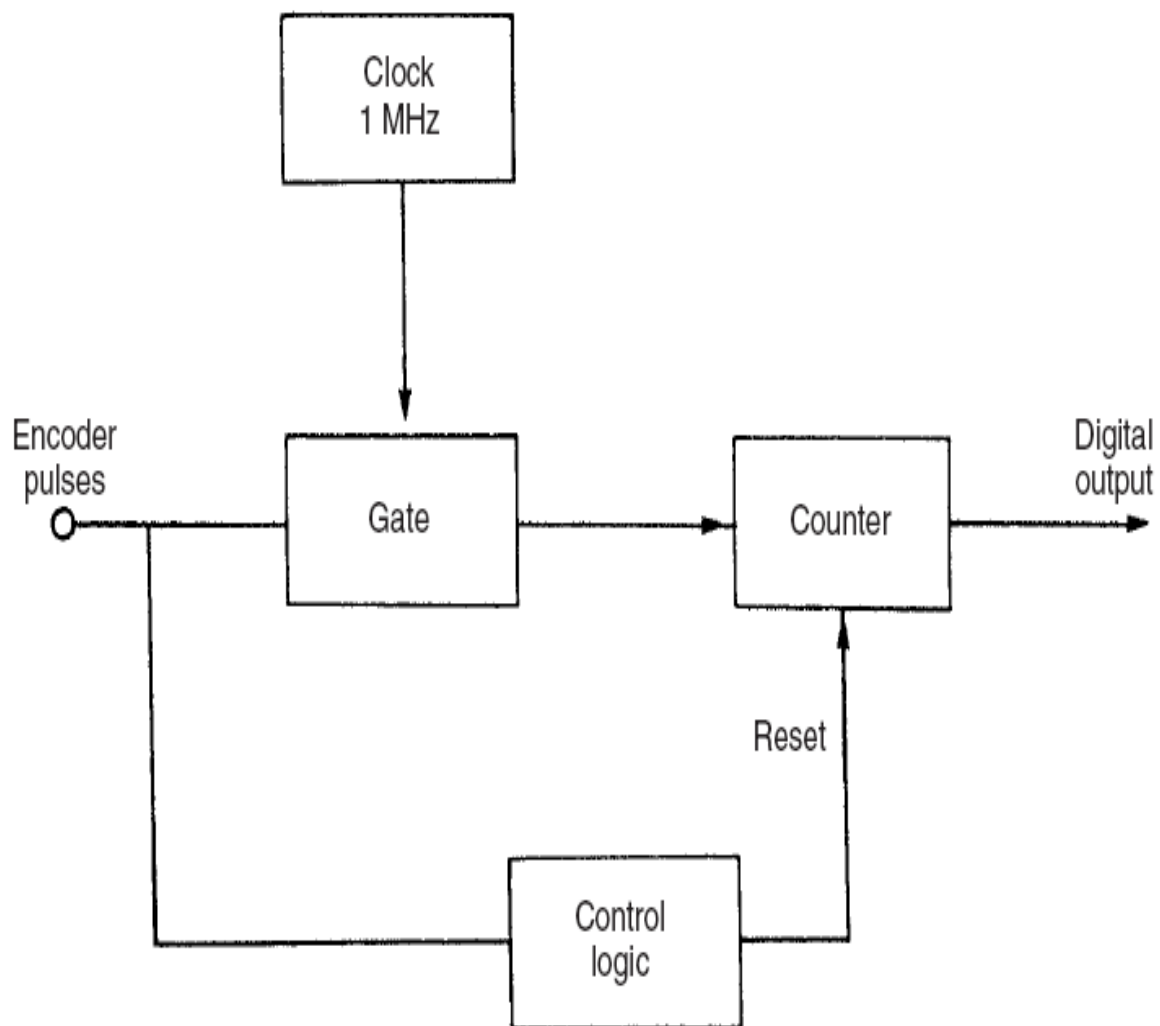 Clock
1 MHz
Encoder
pulses
Gate
Counter
Digital
output
Reset
Control
logic